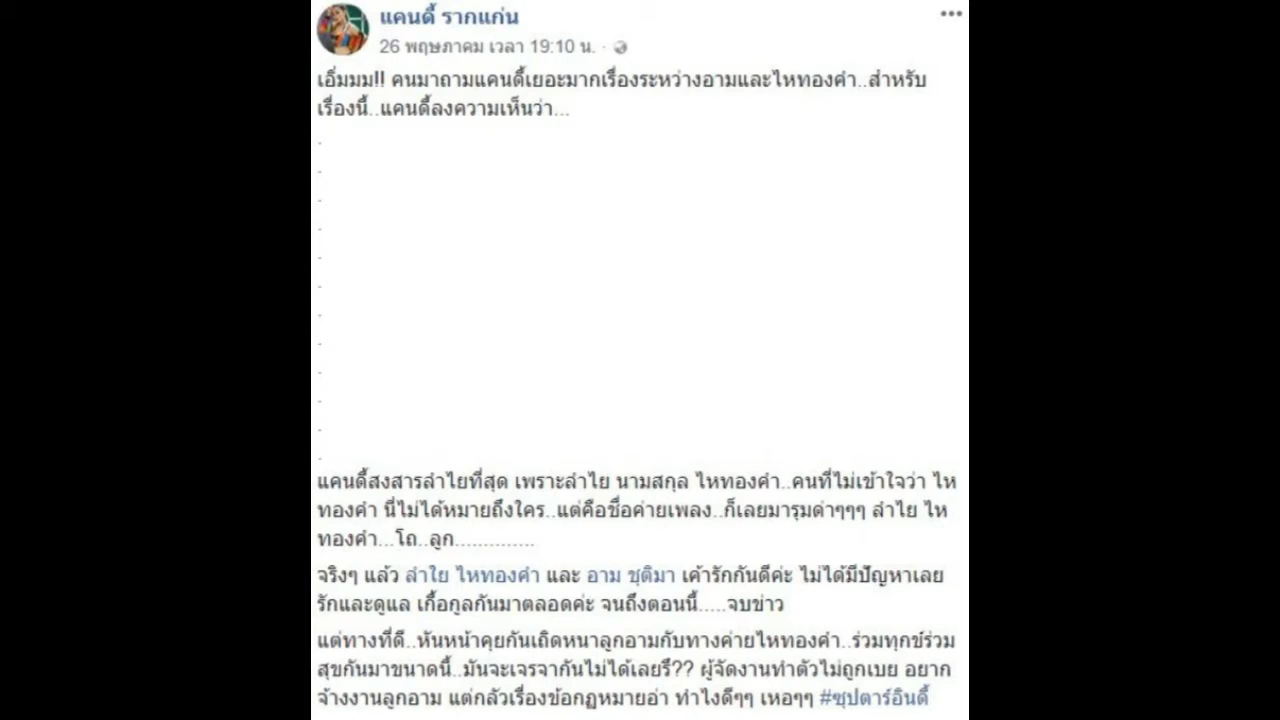 แคนดี้ รากแก่น
26 พฤษภาคม เวลา 19:10 น. ·
เอิ่มมม!! คนมาถามแคนดี้เยอะมากเรื่องระหว่างอามและไหทองคำ..สำหรับ
เรื่องนี้..แคนดี้ลงความเห็นว่า...
.
.
.
.
.
.
.
.
.
.
.
.
แคนดี้สงสารลำไยที่สุด เพราะลำไย นามสกุล ไหทองคำ..คนที่ไม่เข้าใจว่า ไห
ทองคำ นี่ไม่ได้หมายถึงใคร..แต่คือชื่อค่ายเพลง..ก็เลยมารุมด่าๆๆๆ ลำไย ไห
ทองคำ...โถ..ลูก..............
จริงๆ แล้ว ลำใย ไหทองคำ และ อาม ชุติมา เค้ารักกันดีค่ะ ไม่ได้มีปัญหาเลย
รักและดูแล เกื้อกูลกันมาตลอดค่ะ จนถึงตอนนี้.....จบข่าว
แต่ทางที่ดี..หันหน้าคุยกันเถิดหนาลูกอามกับทางค่ายไหทองคำ..ร่วมทุกข์ร่วม
สุขกันมาขนาดนี้..มันจะเจรจากันไม่ได้เลยรึ?? ผู้จัดงานทำตัวไม่ถูกเบย อยาก
จ้างงานลูกอาม แต่กลัวเรื่องข้อกฏหมายอ่า ทำไงดีๆๆ เหอๆๆ #ซุปตาร์อินดี้